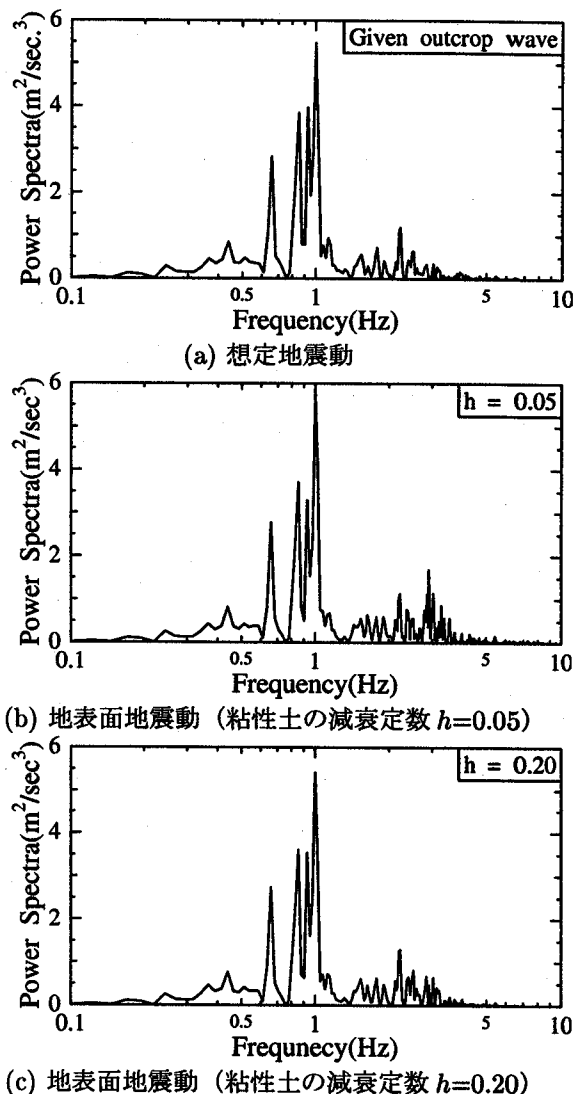 Power Spectra(m²/sec.³)
6
4
2
0
Given outcrop wave
0.1 0.5 1 5 10
Frequency(Hz)
(a) 想定地震動
Power Spectra(m²/sec³)
6
4
2
0
h = 0.05
0.1 0.5 1 5 10
Frequency(Hz)
(b) 地表面地震動（粘性土の減衰定数 h=0.05）
Power Spectra(m²/sec³)
6
4
2
0
h = 0.20
0.1 0.5 1 5 10
Frequnecy(Hz)
(c) 地表面地震動（粘性土の減衰定数 h=0.20）